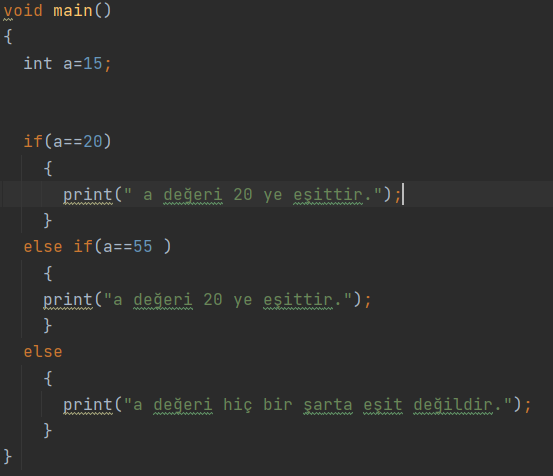 void main()
{
int a=15;
if(a==20)
{
print(" a değeri 20 ye eşittir.");
}
else if(a==55 )
{
print("a değeri 20 ye eşittir.");
}
else
{
print("a değeri hiç bir şarta eşit değildir.");
}
}